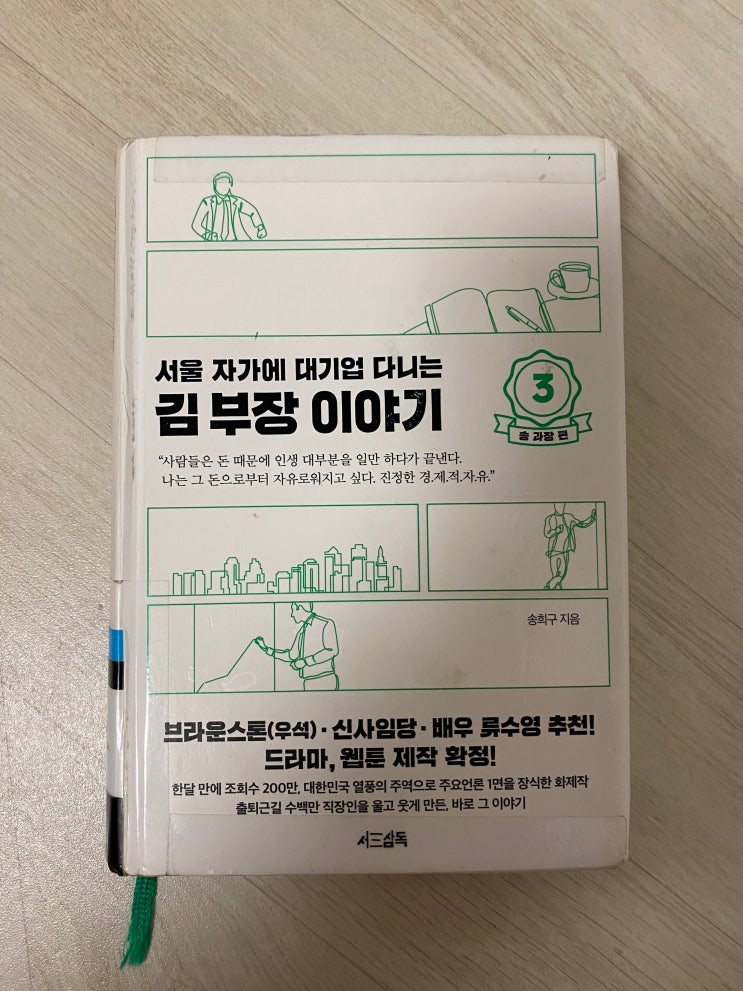 서울 자가에 대기업 다니는
김 부장 이야기
3
송 과장 편
“사람들은 돈 때문에 인생 대부분을 일만 하다가 끝낸다.
나는 그 돈으로부터 자유로워지고 싶다. 진정한 경.제.적.자.유.”
송희구 지음
브라운스톤(우석)·신사임당·배우 류수영 추천!
드라마, 웹툰 제작 확정!
한달 만에 조회수 200만, 대한민국 열풍의 주역으로 주요언론 1면을 장식한 화제작
출퇴근길 수백만 직장인을 울고 웃게 만든, 바로 그 이야기
서삼독